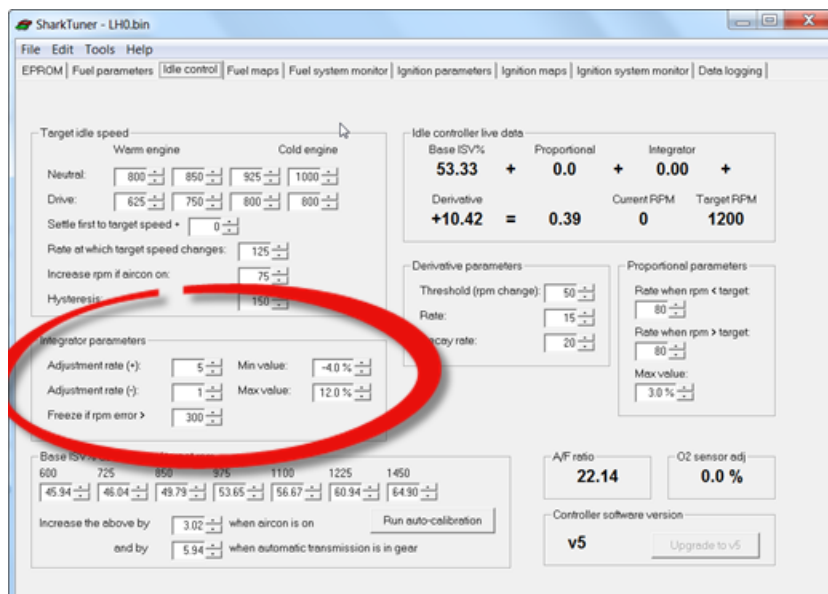 SharkTuner - LH0.bin
File Edit Tools Help
EPROM Fuel parameters Idle control Fuel maps Fuel system monitor Ignition parameters Ignition maps Ignition system monitor Data logging
Target idle speed
Warm engine Cold engine
Neutral: 800 850 925 1000
Drive: 625 750 800 800
Settle first to target speed + 0
Rate at which target speed changes: 125
Increase rpm if aircon on: 75
Hysteresis: 150
Integrator parameters
Adjustment rate (+): 5 Min value: -4.0 %
Adjustment rate (-): 1 Max value: 12.0 %
Freeze if rpm error > 300
Base ISV%
600 725 850 975 1100 1225 1450
45.94 46.04 49.79 53.65 56.67 60.94 64.90
Increase the above by 3.02 when aircon is on Run auto-calibration
and by 5.94 when automatic transmission is in gear
Idle controller live data
Base ISV% Proportional Integrator
53.33 + 0.0 + 0.00 +
Derivative Current RPM Target RPM
+10.42 = 0.39 0 1200
Derivative parameters
Threshold (rpm change): 50
Rate: 15
rate: 20
Proportional parameters
Rate when rpm < target:
80
Rate when rpm > target:
80
Max value:
3.0 %
A/F ratio
22.14
O2 sensor adj
0.0 %
Controller software version
v5 Upgrade to v5